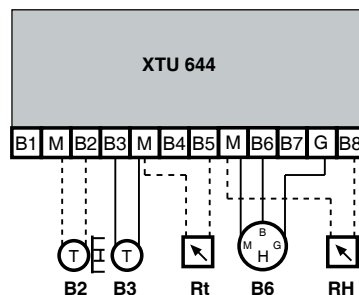 XTU 644
B1 M B2 B3 M B4 B5 M B6 B7 G B8
B
M G
T T H
B2 B3 Rt B6 RH